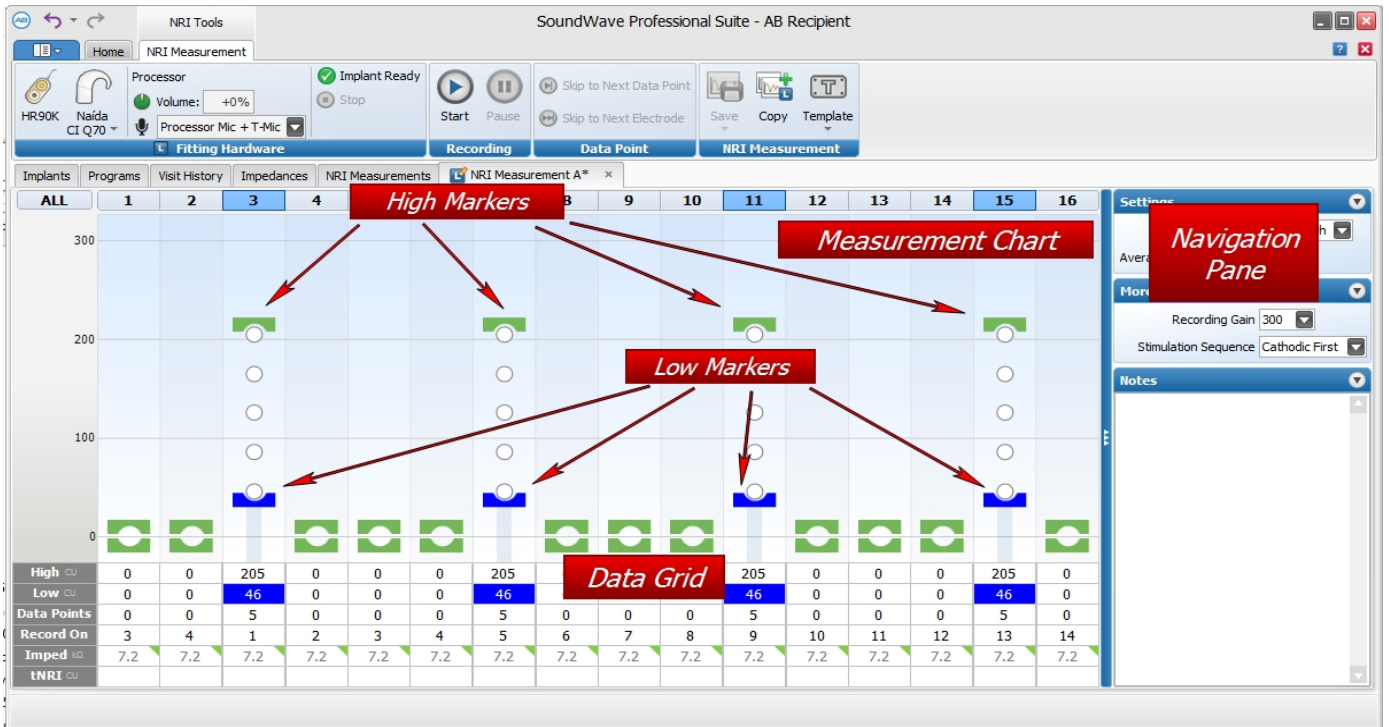 AB NRI Tools SoundWave Professional Suite - AB Recipient
Home NRI Measurement
HR90K
Naída
CI Q70
Processor
Volume: +0%
Processor Mic + T-Mic
Implant Ready
Stop
L Fitting Hardware
Start Pause
Recording
Skip to Next Data Point
Skip to Next Electrode
Data Point
Save Copy Template
NRI Measurement
Implants Programs Visit History Impedances NRI Measurements NRI Measurement A*
ALL 1 2 3 4 8 9 10 11 12 13 14 15 16
High Markers
Measurement Chart
300
200
100
0
Low Markers
Data Grid
High CU 0 0 205 0 0 0 205 0 205 0 0 0 205 0
Low CU 0 0 46 0 0 0 46 46 0 0 0 46 0
Data Points 0 0 5 0 0 0 5 0 0 0 5 0 0 0 5 0
Record On 3 4 1 2 3 4 5 6 7 8 9 10 11 12 13 14
Imped kΩ 7.2 7.2 7.2 7.2 7.2 7.2 7.2 7.2 7.2 7.2 7.2 7.2 7.2 7.2 7.2 7.2
tNRI CU
Settings
Navigation
Pane
Recording Gain 300
Stimulation Sequence Cathodic First
Notes